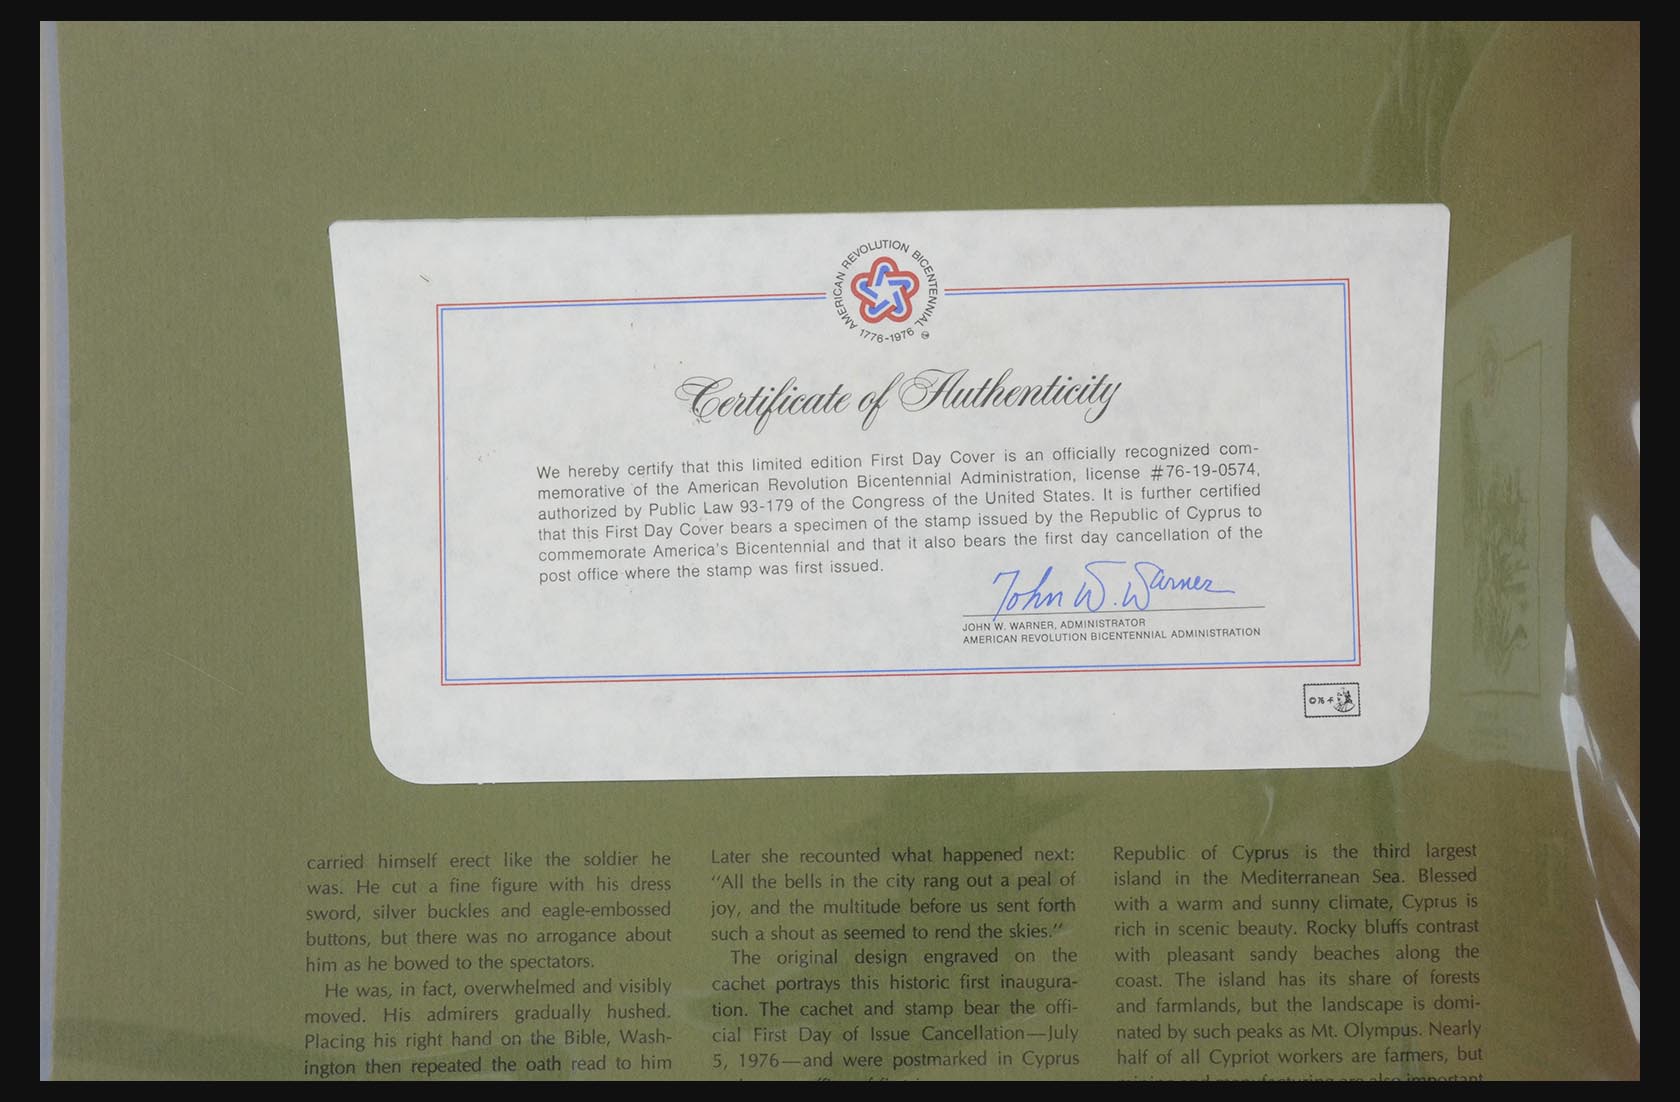 AMERICAN REVOLUTION BICENTENNIAL
1776-1976
Certificate of Authenticity
We hereby certify that this limited edition First Day Cover is an officially recognized com-
memorative of the American Revolution Bicentennial Administration, license #76-19-0574,
authorized by Public Law 93-179 of the Congress of the United States. It is further certified
that this First Day Cover bears a specimen of the stamp issued by the Republic of Cyprus to
commemorate America's Bicentennial and that it also bears the first day cancellation of the
post office where the stamp was first issued.
John W. Warner
JOHN W. WARNER, ADMINISTRATOR
AMERICAN REVOLUTION BICENTENNIAL ADMINISTRATION
©76
carried himself erect like the soldier he
was. He cut a fine figure with his dress
sword, silver buckles and eagle-embossed
buttons, but there was no arrogance about
him as he bowed to the spectators.
He was, in fact, overwhelmed and visibly
moved. His admirers gradually hushed.
Placing his right hand on the Bible, Wash-
ington then repeated the oath read to him
Later she recounted what happened next:
“All the bells in the city rang out a peal of
joy, and the multitude before us sent forth
such a shout as seemed to rend the skies.”
The original design engraved on the
cachet portrays this historic first inaugura-
tion. The cachet and stamp bear the offi-
cial First Day of Issue Cancellation—July
5, 1976—and were postmarked in Cyprus
Republic of Cyprus is the third largest
island in the Mediterranean Sea. Blessed
with a warm and sunny climate, Cyprus is
rich in scenic beauty. Rocky bluffs contrast
with pleasant sandy beaches along the
coast. The island has its share of forests
and farmlands, but the landscape is domi-
nated by such peaks as Mt. Olympus. Nearly
half of all Cypriot workers are farmers, but
mining and manufacturing are also important